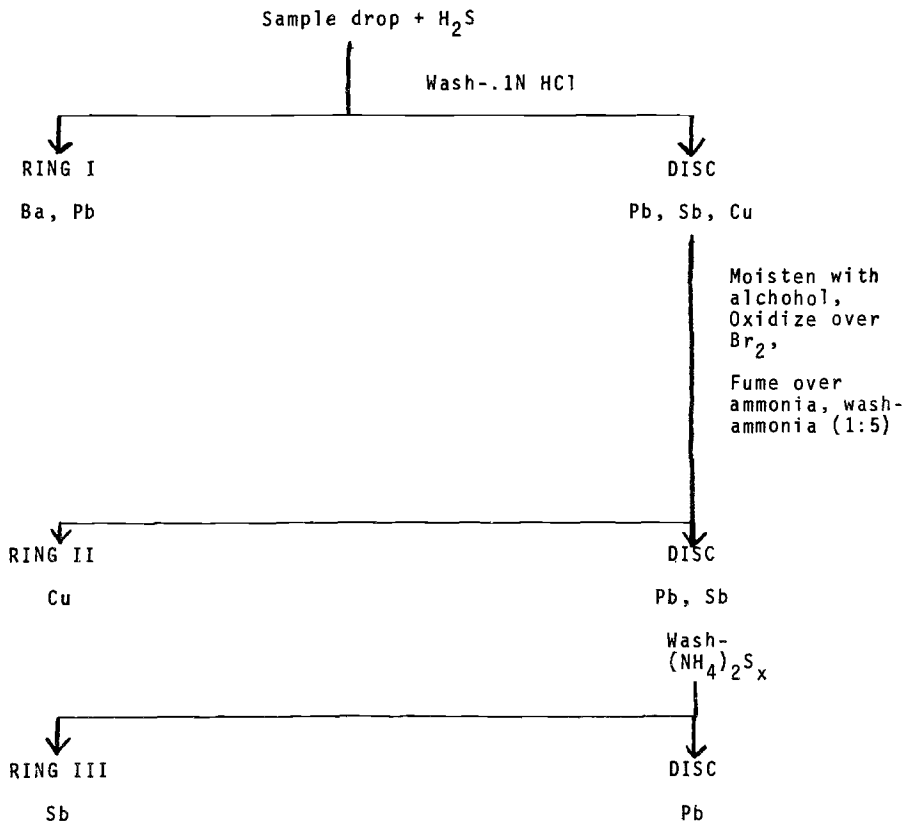 Sample drop + H2S
Wash-.1N HCl
RING I
DISC
Ba, Pb
Pb, Sb, Cu
Moisten with
alchohol,
Oxidize over
Br2,
Fume over
ammonia, wash-
ammonia (1:5)
RING II
DISC
Cu
Pb, Sb
Wash-
(NH4)2Sx
RING III
DISC
Sb
Pb